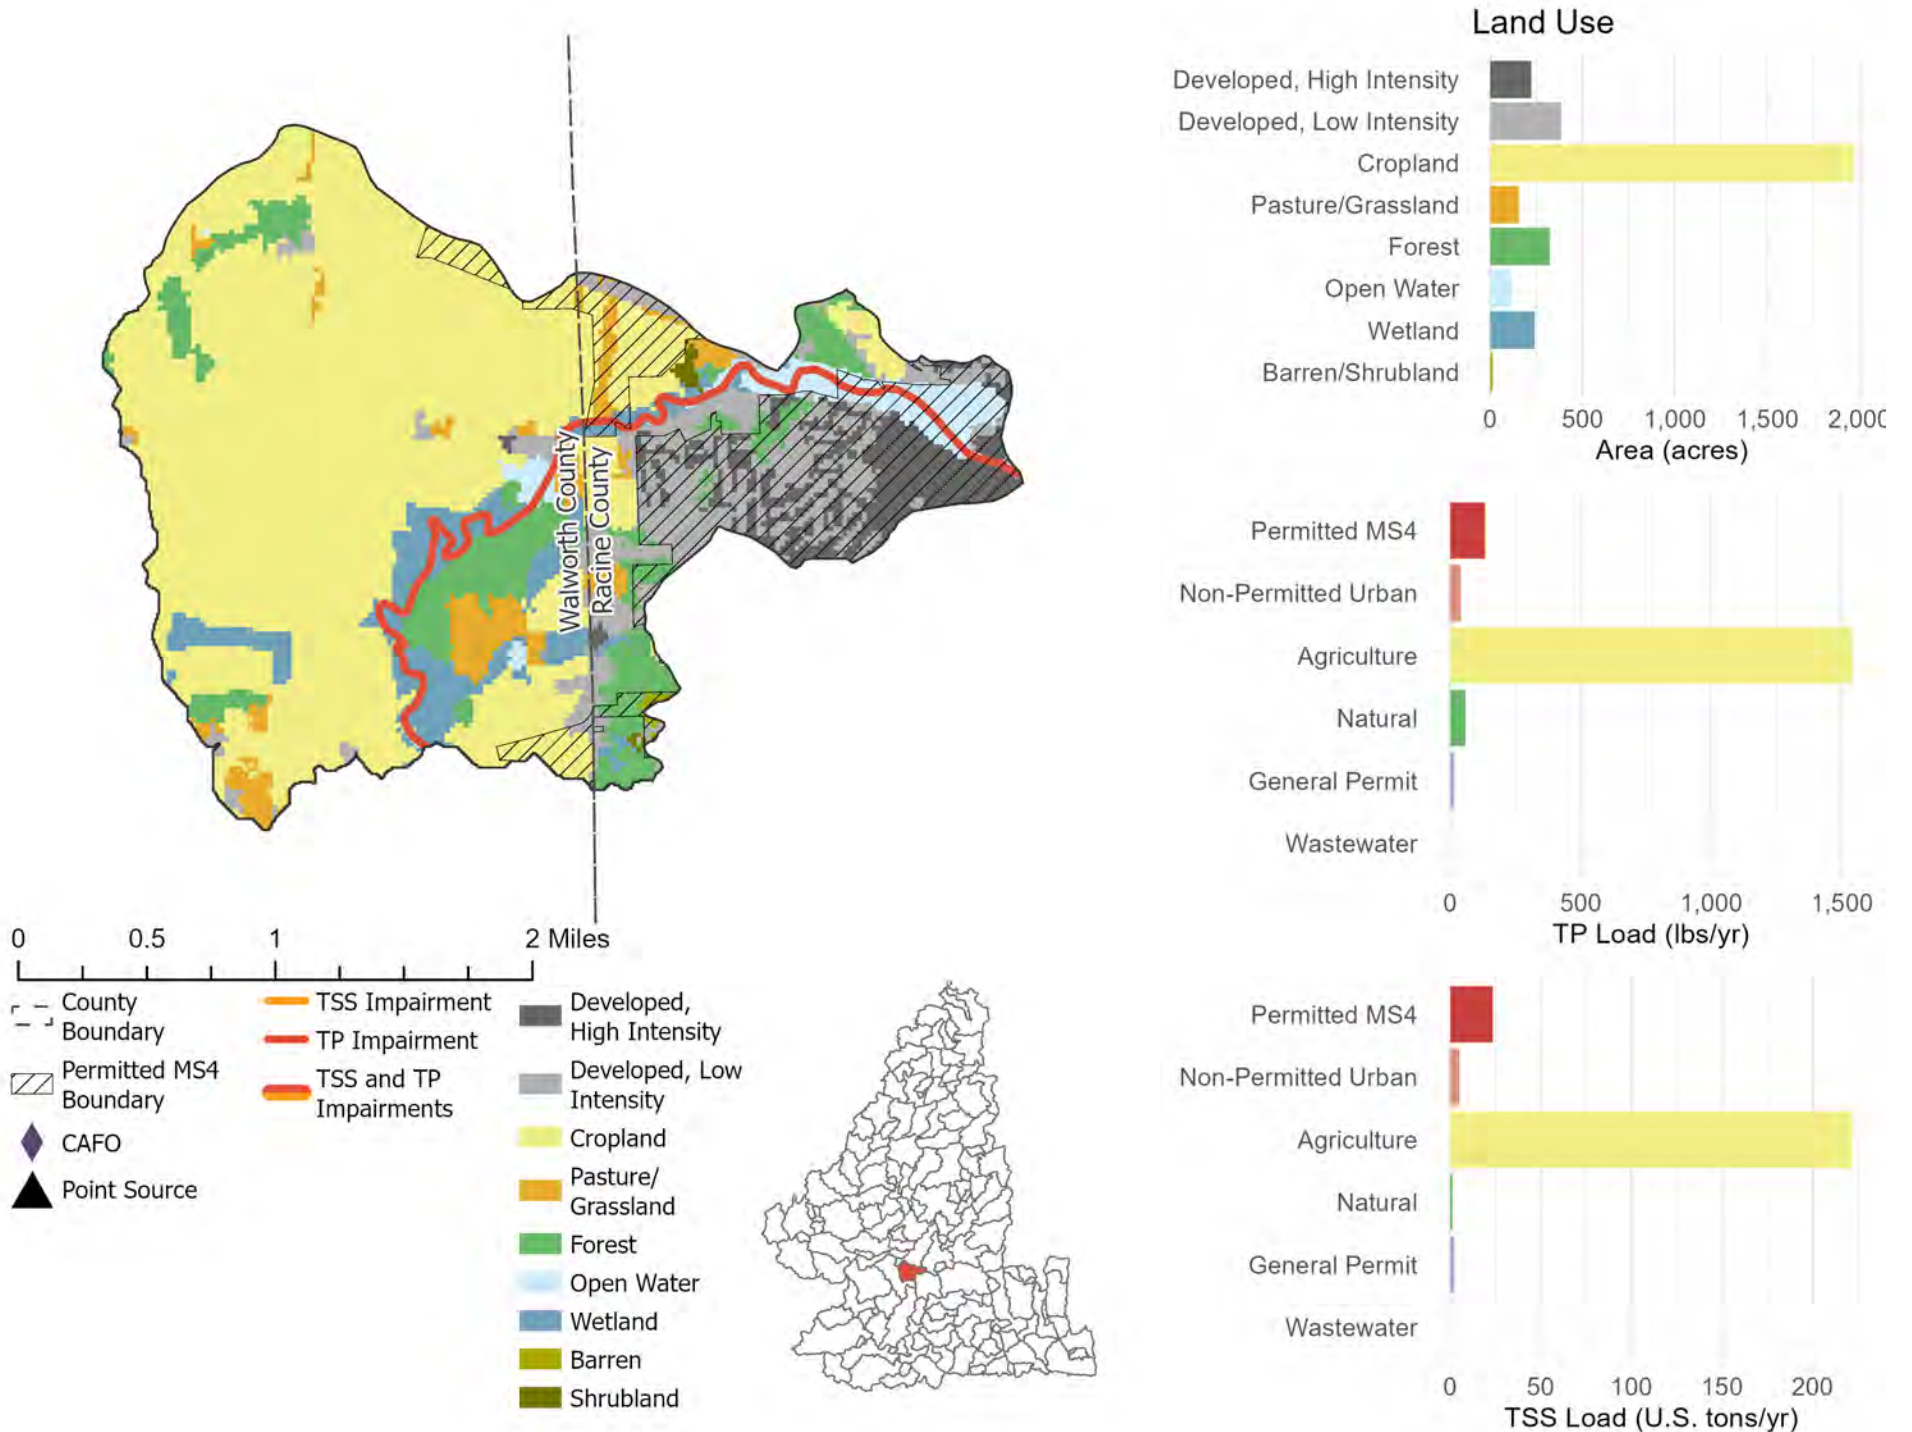 Walworth County
Racine County
0 0.5 1 2 Miles
County
Boundary
Permitted MS4
Boundary
CAFO
Point Source
TSS Impairment
TP Impairment
TSS and TP
Impairments
Developed,
High Intensity
Developed, Low
Intensity
Cropland
Pasture/
Grassland
Forest
Open Water
Wetland
Barren
Shrubland
Land Use
Developed, High Intensity
Developed, Low Intensity
Cropland
Pasture/Grassland
Forest
Open Water
Wetland
Barren/Shrubland
0 500 1,000 1,500 2,000
Area (acres)
Permitted MS4
Non-Permitted Urban
Agriculture
Natural
General Permit
Wastewater
0 500 1,000 1,500
TP Load (lbs/yr)
Permitted MS4
Non-Permitted Urban
Agriculture
Natural
General Permit
Wastewater
0 50 100 150 200
TSS Load (U.S. tons/yr)